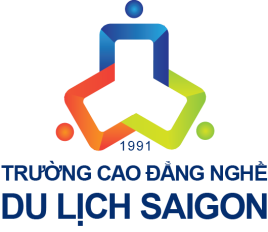 1991
TRƯỜNG CAO ĐẲNG NGHỀ
DU LỊCH SAIGON